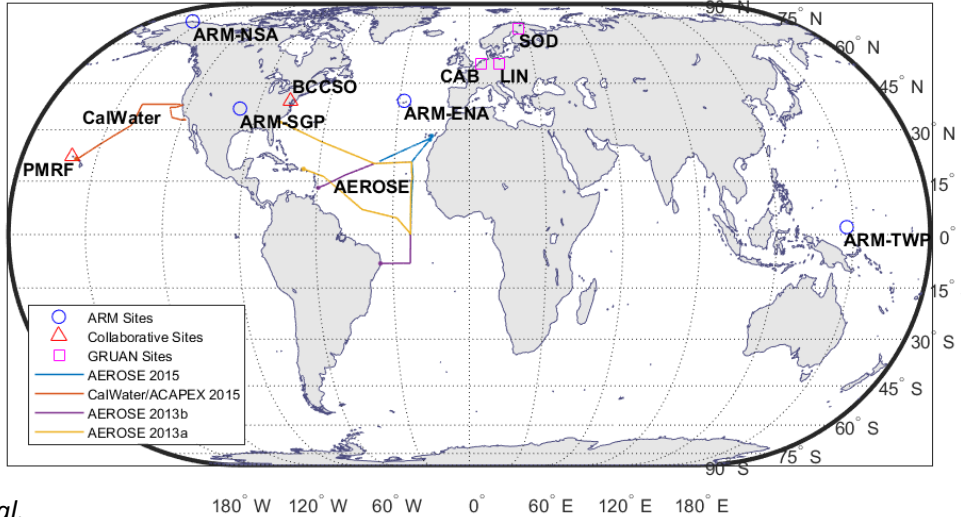 90° N
75° N
ARM-NSA
SOD
60° N
CAB
LIN
45° N
BCCSO
CalWater
ARM-SGP
ARM-ENA
30° N
PMRF
AEROSE
15°
ARM-TWP
0°
15°
ARM Sites
Collaborative Sites
GRUAN Sites
AEROSE 2015
CalWater/ACAPEX 2015
AEROSE 2013b
AEROSE 2013a
30° S
45° S
60° S
75° S
90° S
180° W 120° W 60° W 0° 60° E 120° E 180° E
al.